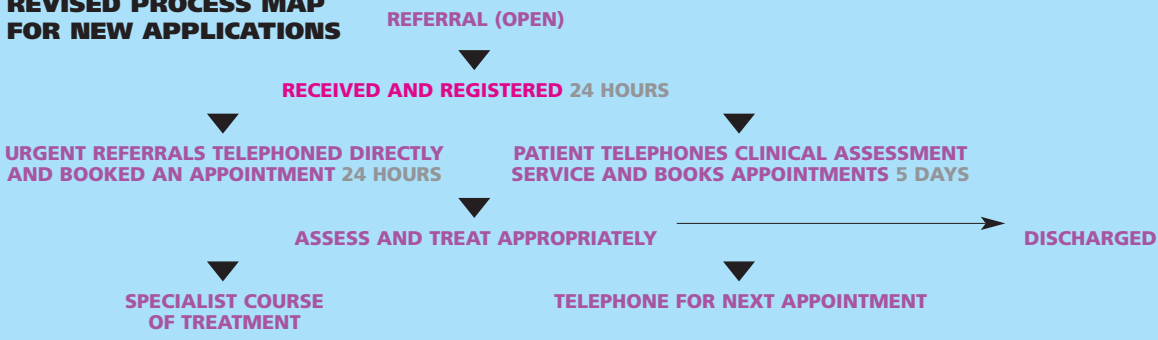 REVISED PROCESS MAP
FOR NEW APPLICATIONS
REFERRAL (OPEN)
RECEIVED AND REGISTERED 24 HOURS
URGENT REFERRALS TELEPHONED DIRECTLY
AND BOOKED AN APPOINTMENT 24 HOURS
PATIENT TELEPHONES CLINICAL ASSESSMENT
SERVICE AND BOOKS APPOINTMENTS 5 DAYS
ASSESS AND TREAT APPROPRIATELY
DISCHARGED
SPECIALIST COURSE
OF TREATMENT
TELEPHONE FOR NEXT APPOINTMENT